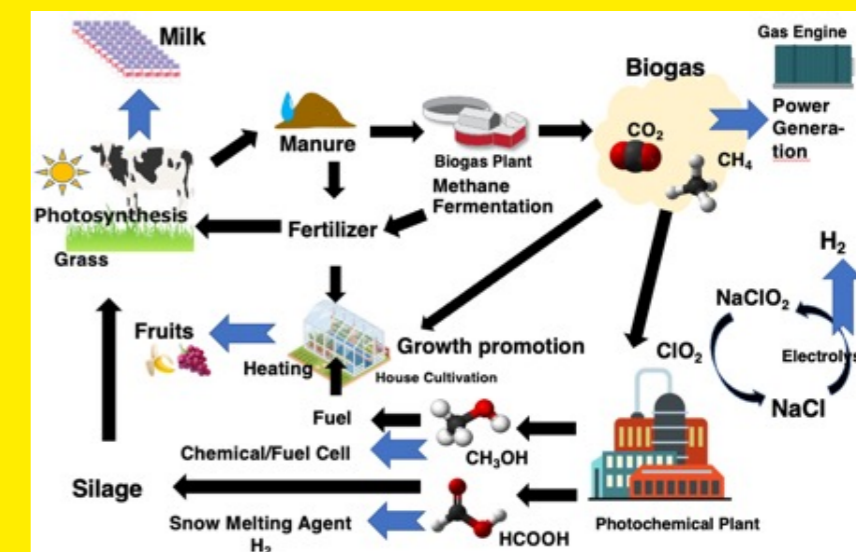 Milk
Gas Engine
Biogas
Power
Genera-
tion
CO2
CH4
Manure
Biogas Plant
Methane
Fermentation
Photosynthesis
Fertilizer
Grass
H2
NaClO2
Fruits
Growth promotion
ClO2
Electrolys
Heating
House Cultivation
NaCl
Fuel
Chemical/Fuel Cell
CH3OH
Silage
Snow Melting Agent
H2
HCOOH
Photochemical Plant